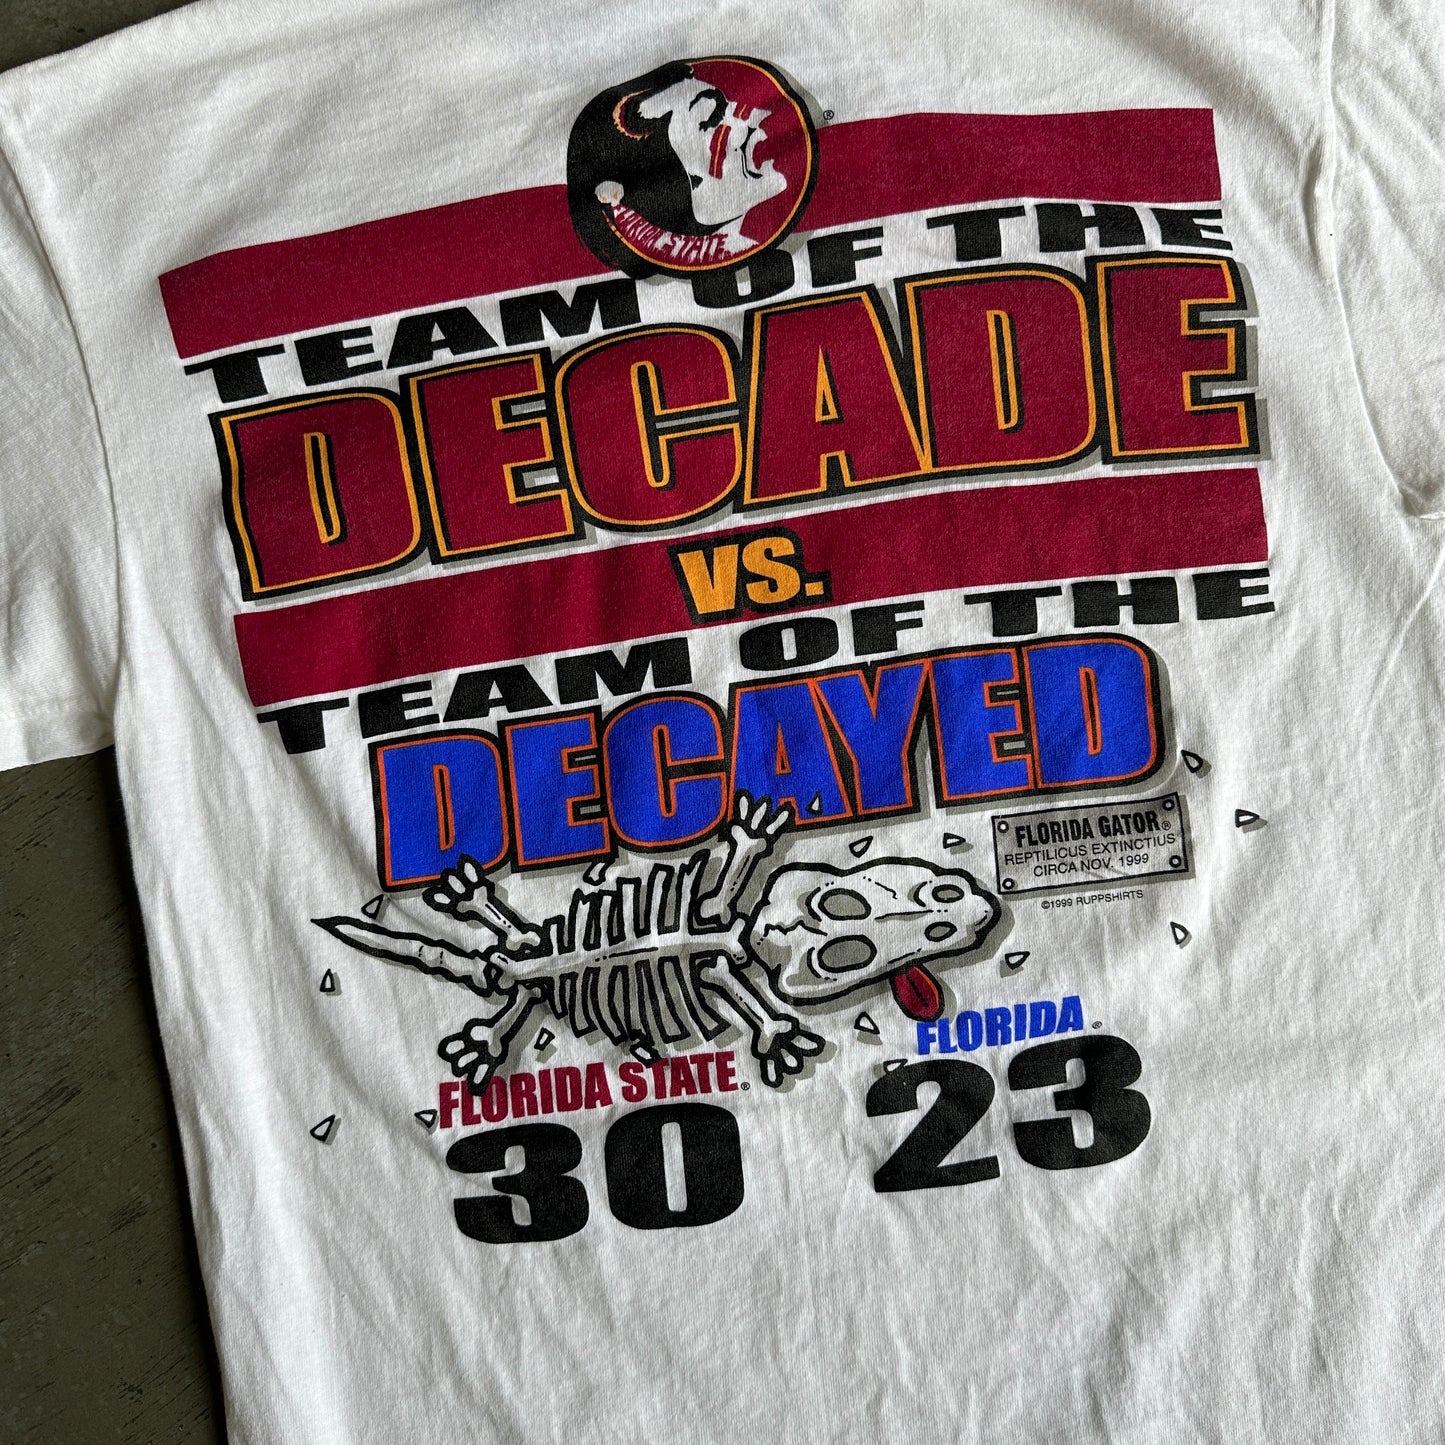 FLORIDA STATE
®
TEAM OF THE
DECADE
VS.
TEAM OF THE
DECAYED
FLORIDA GATOR®
REPTILICUS EXTINCTIUS
CIRCA NOV. 1999
©1999 RUPPSHIRTS
FLORIDA STATE®
30
FLORIDA®
23